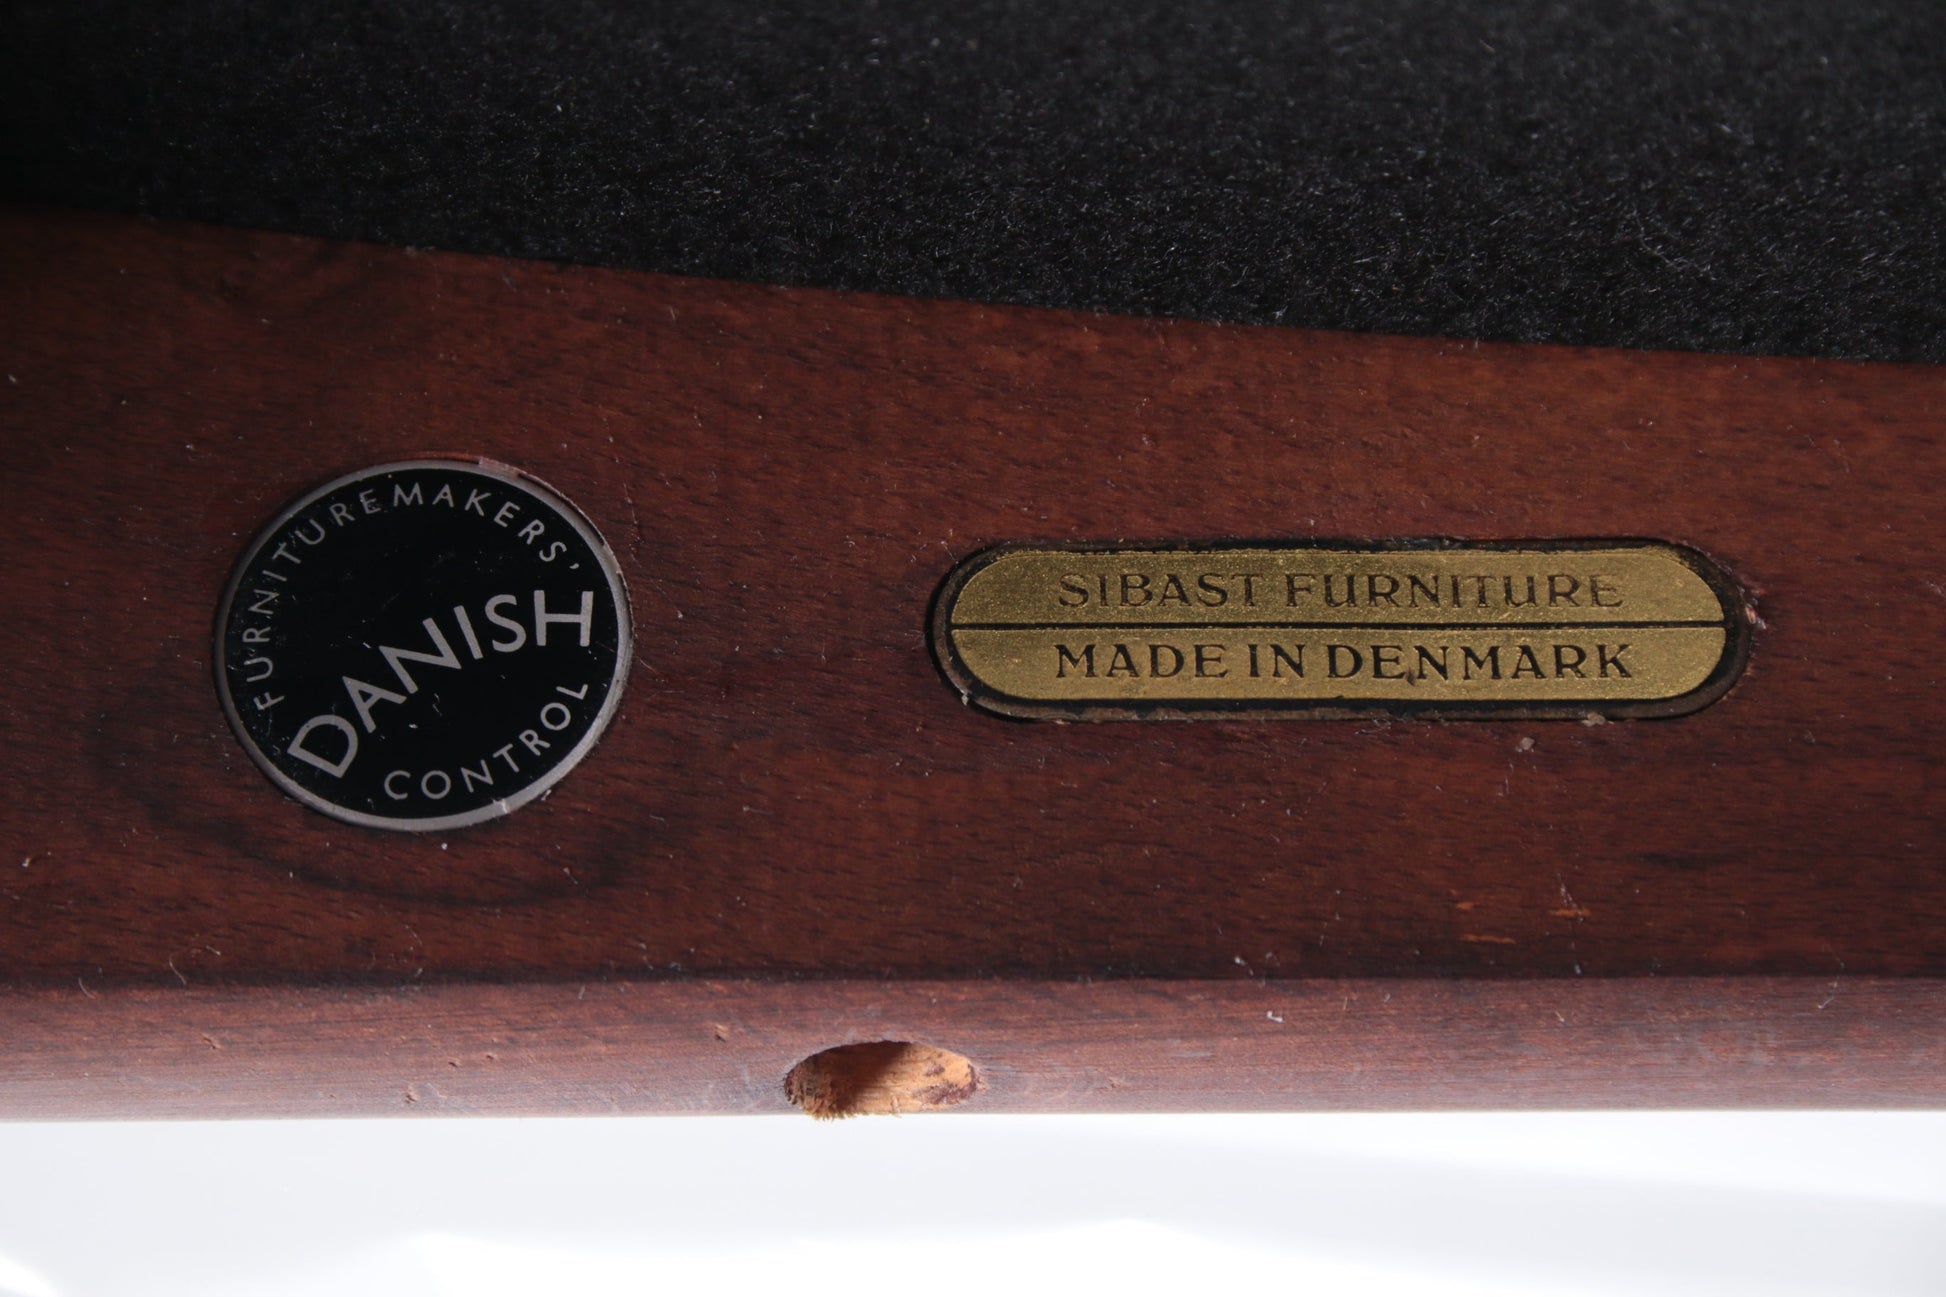 FURNITUREMAKERS'
DANISH
CONTROL
SIBAST FURNITURE
MADE IN DENMARK